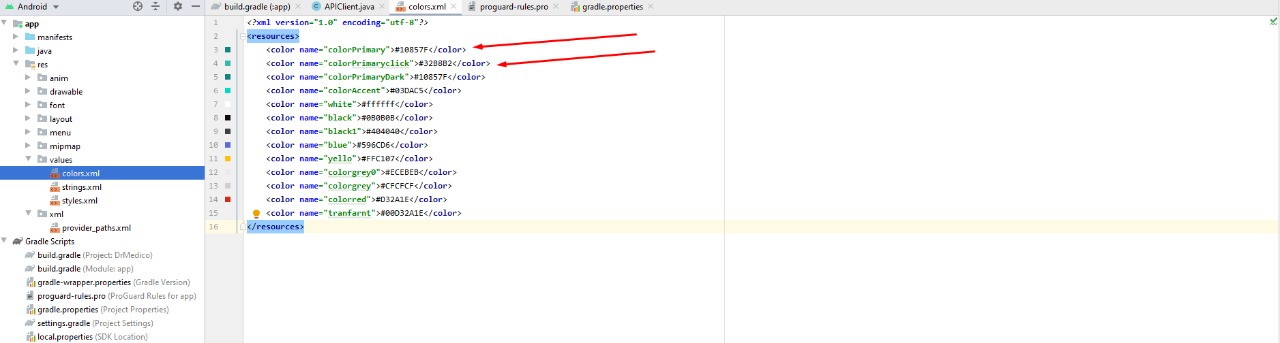 Android
build.gradle (:app)
APIClient.java
colors.xml
proguard-rules.pro
gradle.properties
app
manifests
java
res
anim
drawable
font
layout
menu
mipmap
values
colors.xml
strings.xml
styles.xml
xml
provider_paths.xml
Gradle Scripts
build.gradle (Project: DrMedico)
build.gradle (Module: app)
gradle-wrapper.properties (Gradle Version)
proguard-rules.pro (ProGuard Rules for app)
gradle.properties (Project Properties)
settings.gradle (Project Settings)
local.properties (SDK Location)
1 <?xml version="1.0" encoding="utf-8"?>
2 <resources>
3 <color name="colorPrimary">#10857F</color>
4 <color name="colorPrimaryclick">#32B8B2</color>
5 <color name="colorPrimaryDark">#10857F</color>
6 <color name="colorAccent">#03DAC5</color>
7 <color name="white">#ffffff</color>
8 <color name="black">#0B0B0B</color>
9 <color name="black1">#404040</color>
10 <color name="blue">#596CD6</color>
11 <color name="yello">#FFC107</color>
12 <color name="colorgrey0">#ECEBEB</color>
13 <color name="colorgrey">#CFCFCF</color>
14 <color name="colorred">#D32A1E</color>
15 <color name="tranfarnt">#00D32A1E</color>
16 </resources>